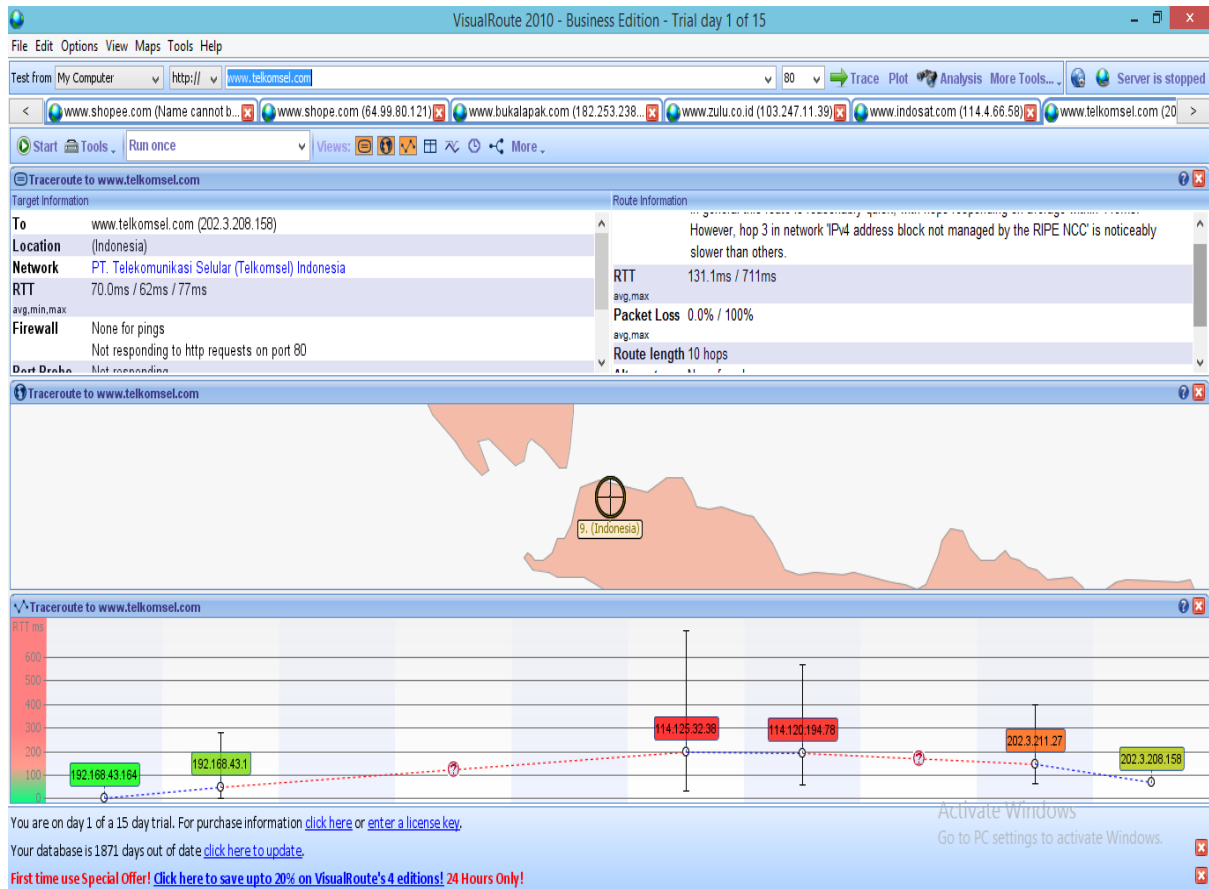 VisualRoute 2010 - Business Edition - Trial day 1 of 15
File Edit Options View Maps Tools Help
Test from My Computer http:// www.telkomsel.com 80 Trace Plot Analysis More Tools... Server is stopped
< www.shopee.com (Name cannot b... www.shope.com (64.99.80.121) www.bukalapak.com (182.253.238... www.zulu.co.id (103.247.11.39) www.indosat.com (114.4.66.58) www.telkomsel.com (20 >
Start Tools Run once Views: More
Traceroute to www.telkomsel.com
Target Information Route Information
To www.telkomsel.com (202.3.208.158)
Location (Indonesia)
Network PT. Telekomunikasi Selular (Telkomsel) Indonesia
RTT 70.0ms / 62ms / 77ms
avg,min,max
Firewall None for pings
Not responding to http requests on port 80
Port Probe Not responding
However, hop 3 in network 'IPv4 address block not managed by the RIPE NCC' is noticeably
slower than others.
RTT 131.1ms / 711ms
avg,max
Packet Loss 0.0% / 100%
avg,max
Route length 10 hops
Traceroute to www.telkomsel.com
9. (Indonesia)
Traceroute to www.telkomsel.com
RTT ms
600
500
400
300
200
100
0
192.168.43.164
192.168.43.1
114.125.32.38
114.120.194.78
202.3.211.27
202.3.208.158
You are on day 1 of a 15 day trial. For purchase information click here or enter a license key.
Your database is 1871 days out of date click here to update.
First time use Special Offer! Click here to save upto 20% on VisualRoute's 4 editions! 24 Hours Only!
Activate Windows
Go to PC settings to activate Windows.